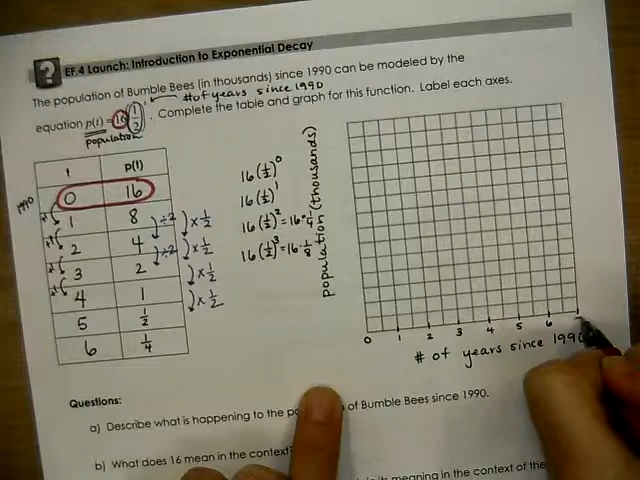 ?
EF.4 Launch: Introduction to Exponential Decay
The population of Bumble Bees (in thousands) since 1990 can be modeled by the
# of years since 1990
equation p(t) = 16(1/2)^t. Complete the table and graph for this function. Label each axes.
population
t p(t)
1990 0 16
+1 1 8 ÷2 ×1/2
+1 2 4 ÷2 ×1/2
+1 3 2 ×1/2
+1 4 1 ×1/2
5 1/2
6 1/4
16(1/2)^0
16(1/2)^1
16(1/2)^2 = 16·1/4
16(1/2)^3 = 16·1/8
population (thousands)
0 1 2 3 4 5 6
# of years since 1990
Questions:
a) Describe what is happening to the po of Bumble Bees since 1990.
b) What does 16 mean in the context
its meaning in the context of the